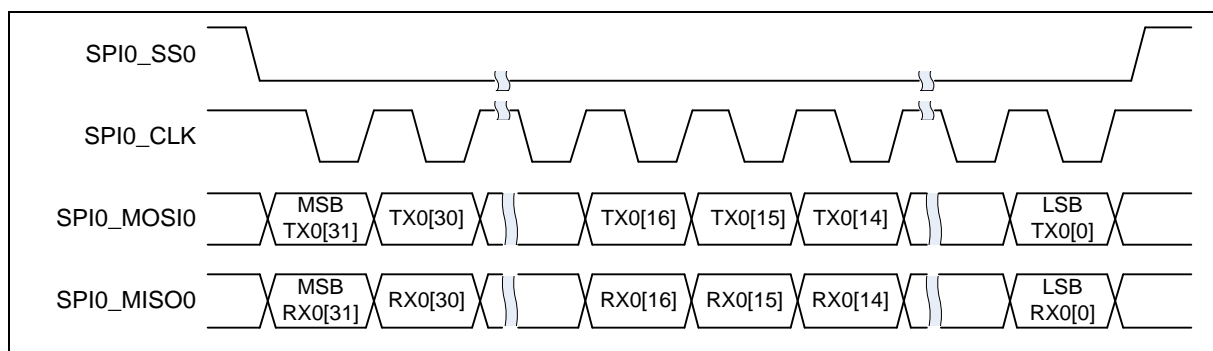 SPI0_SS0
SPI0_CLK
SPI0_MOSI0
MSB
TX0[31]
TX0[30]
TX0[16]
TX0[15]
TX0[14]
LSB
TX0[0]
SPI0_MISO0
MSB
RX0[31]
RX0[30]
RX0[16]
RX0[15]
RX0[14]
LSB
RX0[0]